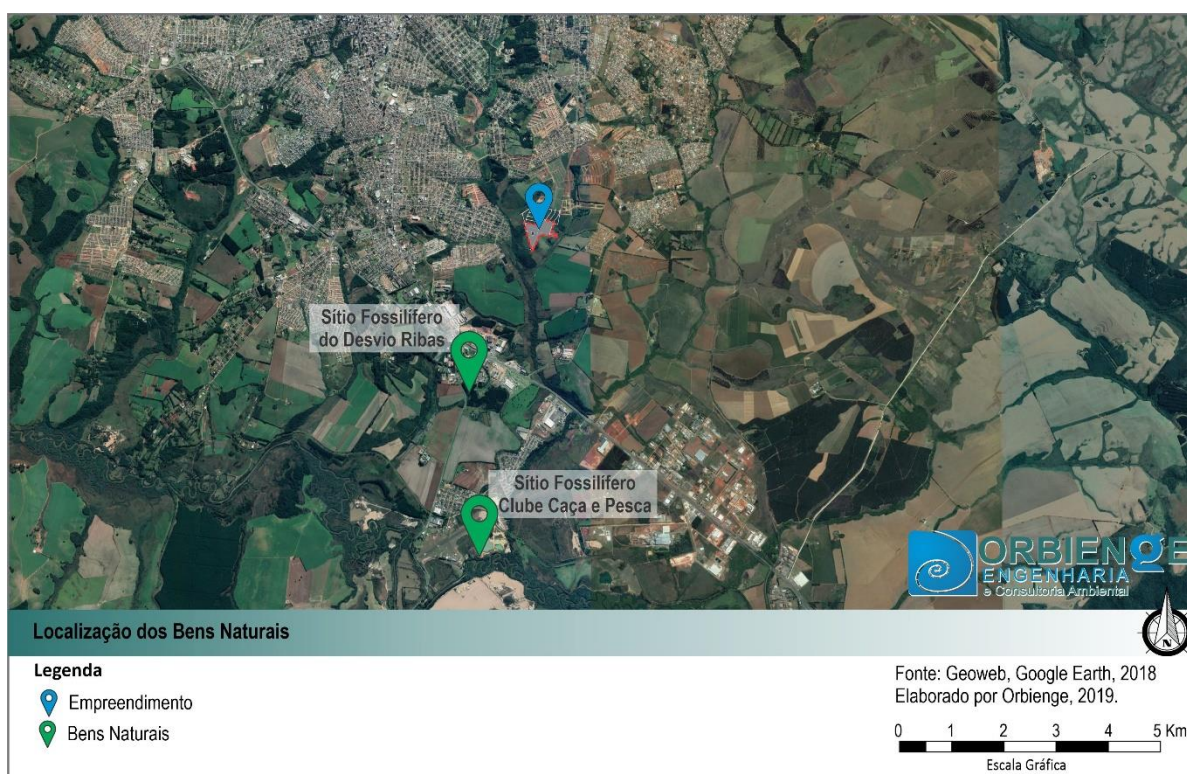 Sítio Fossilífero
do Desvio Ribas
Sítio Fossilífero
Clube Caça e Pesca
ORBIENGE
ENGENHARIA
e Consultoria Ambiental
Localização dos Bens Naturais
N
Legenda
Empreendimento
Bens Naturais
Fonte: Geoweb, Google Earth, 2018
Elaborado por Orbienge, 2019.
0 1 2 3 4 5 Km
Escala Gráfica